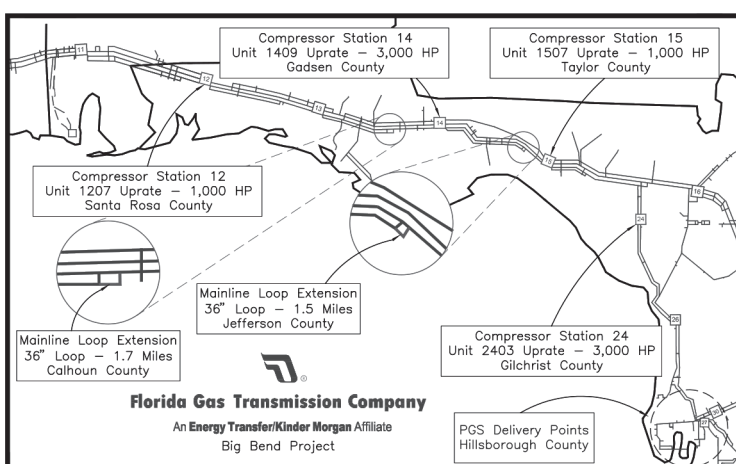 Compressor Station 14
Unit 1409 Uprate – 3,000 HP
Gadsen County
Compressor Station 15
Unit 1507 Uprate – 1,000 HP
Taylor County
11
12
13
14
15
16
24
26
27
30
Compressor Station 12
Unit 1207 Uprate – 1,000 HP
Santa Rosa County
Mainline Loop Extension
36" Loop – 1.5 Miles
Jefferson County
Mainline Loop Extension
36" Loop – 1.7 Miles
Calhoun County
Compressor Station 24
Unit 2403 Uprate – 3,000 HP
Gilchrist County
PGS Delivery Points
Hillsborough County
®
Florida Gas Transmission Company
An Energy Transfer/Kinder Morgan Affiliate
Big Bend Project